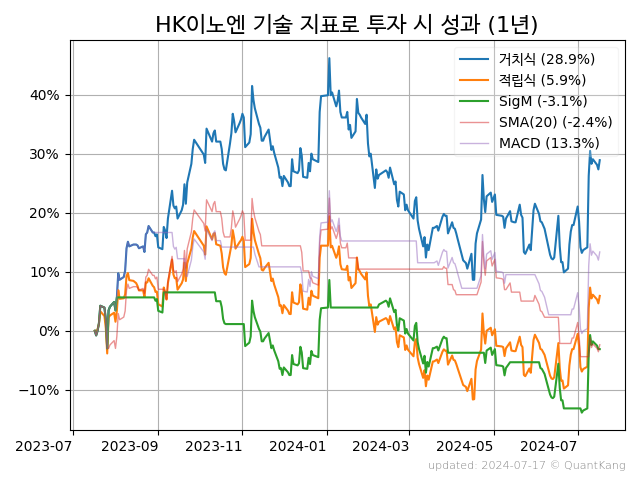 HK이노엔 기술 지표로 투자 시 성과 (1년)
거치식 (28.9%)
적립식 (5.9%)
SigM (-3.1%)
SMA(20) (-2.4%)
MACD (13.3%)
40%
30%
20%
10%
0%
−10%
2023-07 2023-09 2023-11 2024-01 2024-03 2024-05 2024-07
updated: 2024-07-17 © QuantKang